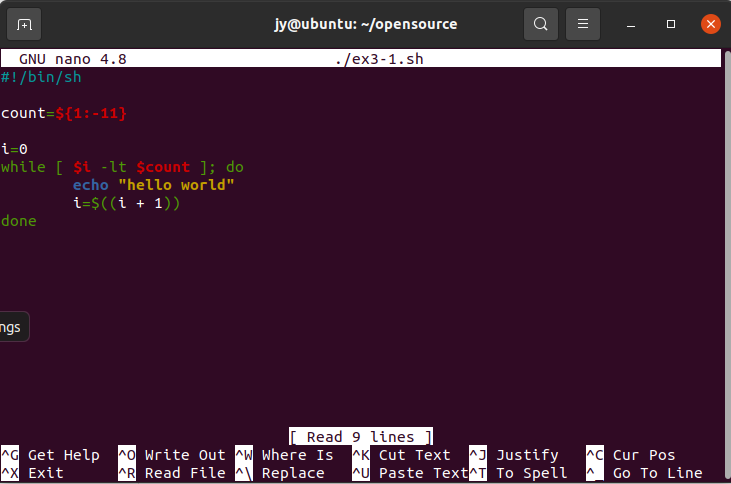 jy@ubuntu: ~/opensource
GNU nano 4.8 ./ex3-1.sh
#!/bin/sh
count=${1:-11}
i=0
while [ $i -lt $count ]; do
echo "hello world"
i=$((i + 1))
done
ngs
[ Read 9 lines ]
^G Get Help ^O Write Out ^W Where Is ^K Cut Text ^J Justify ^C Cur Pos
^X Exit ^R Read File ^\ Replace ^U Paste Text ^T To Spell ^_ Go To Line